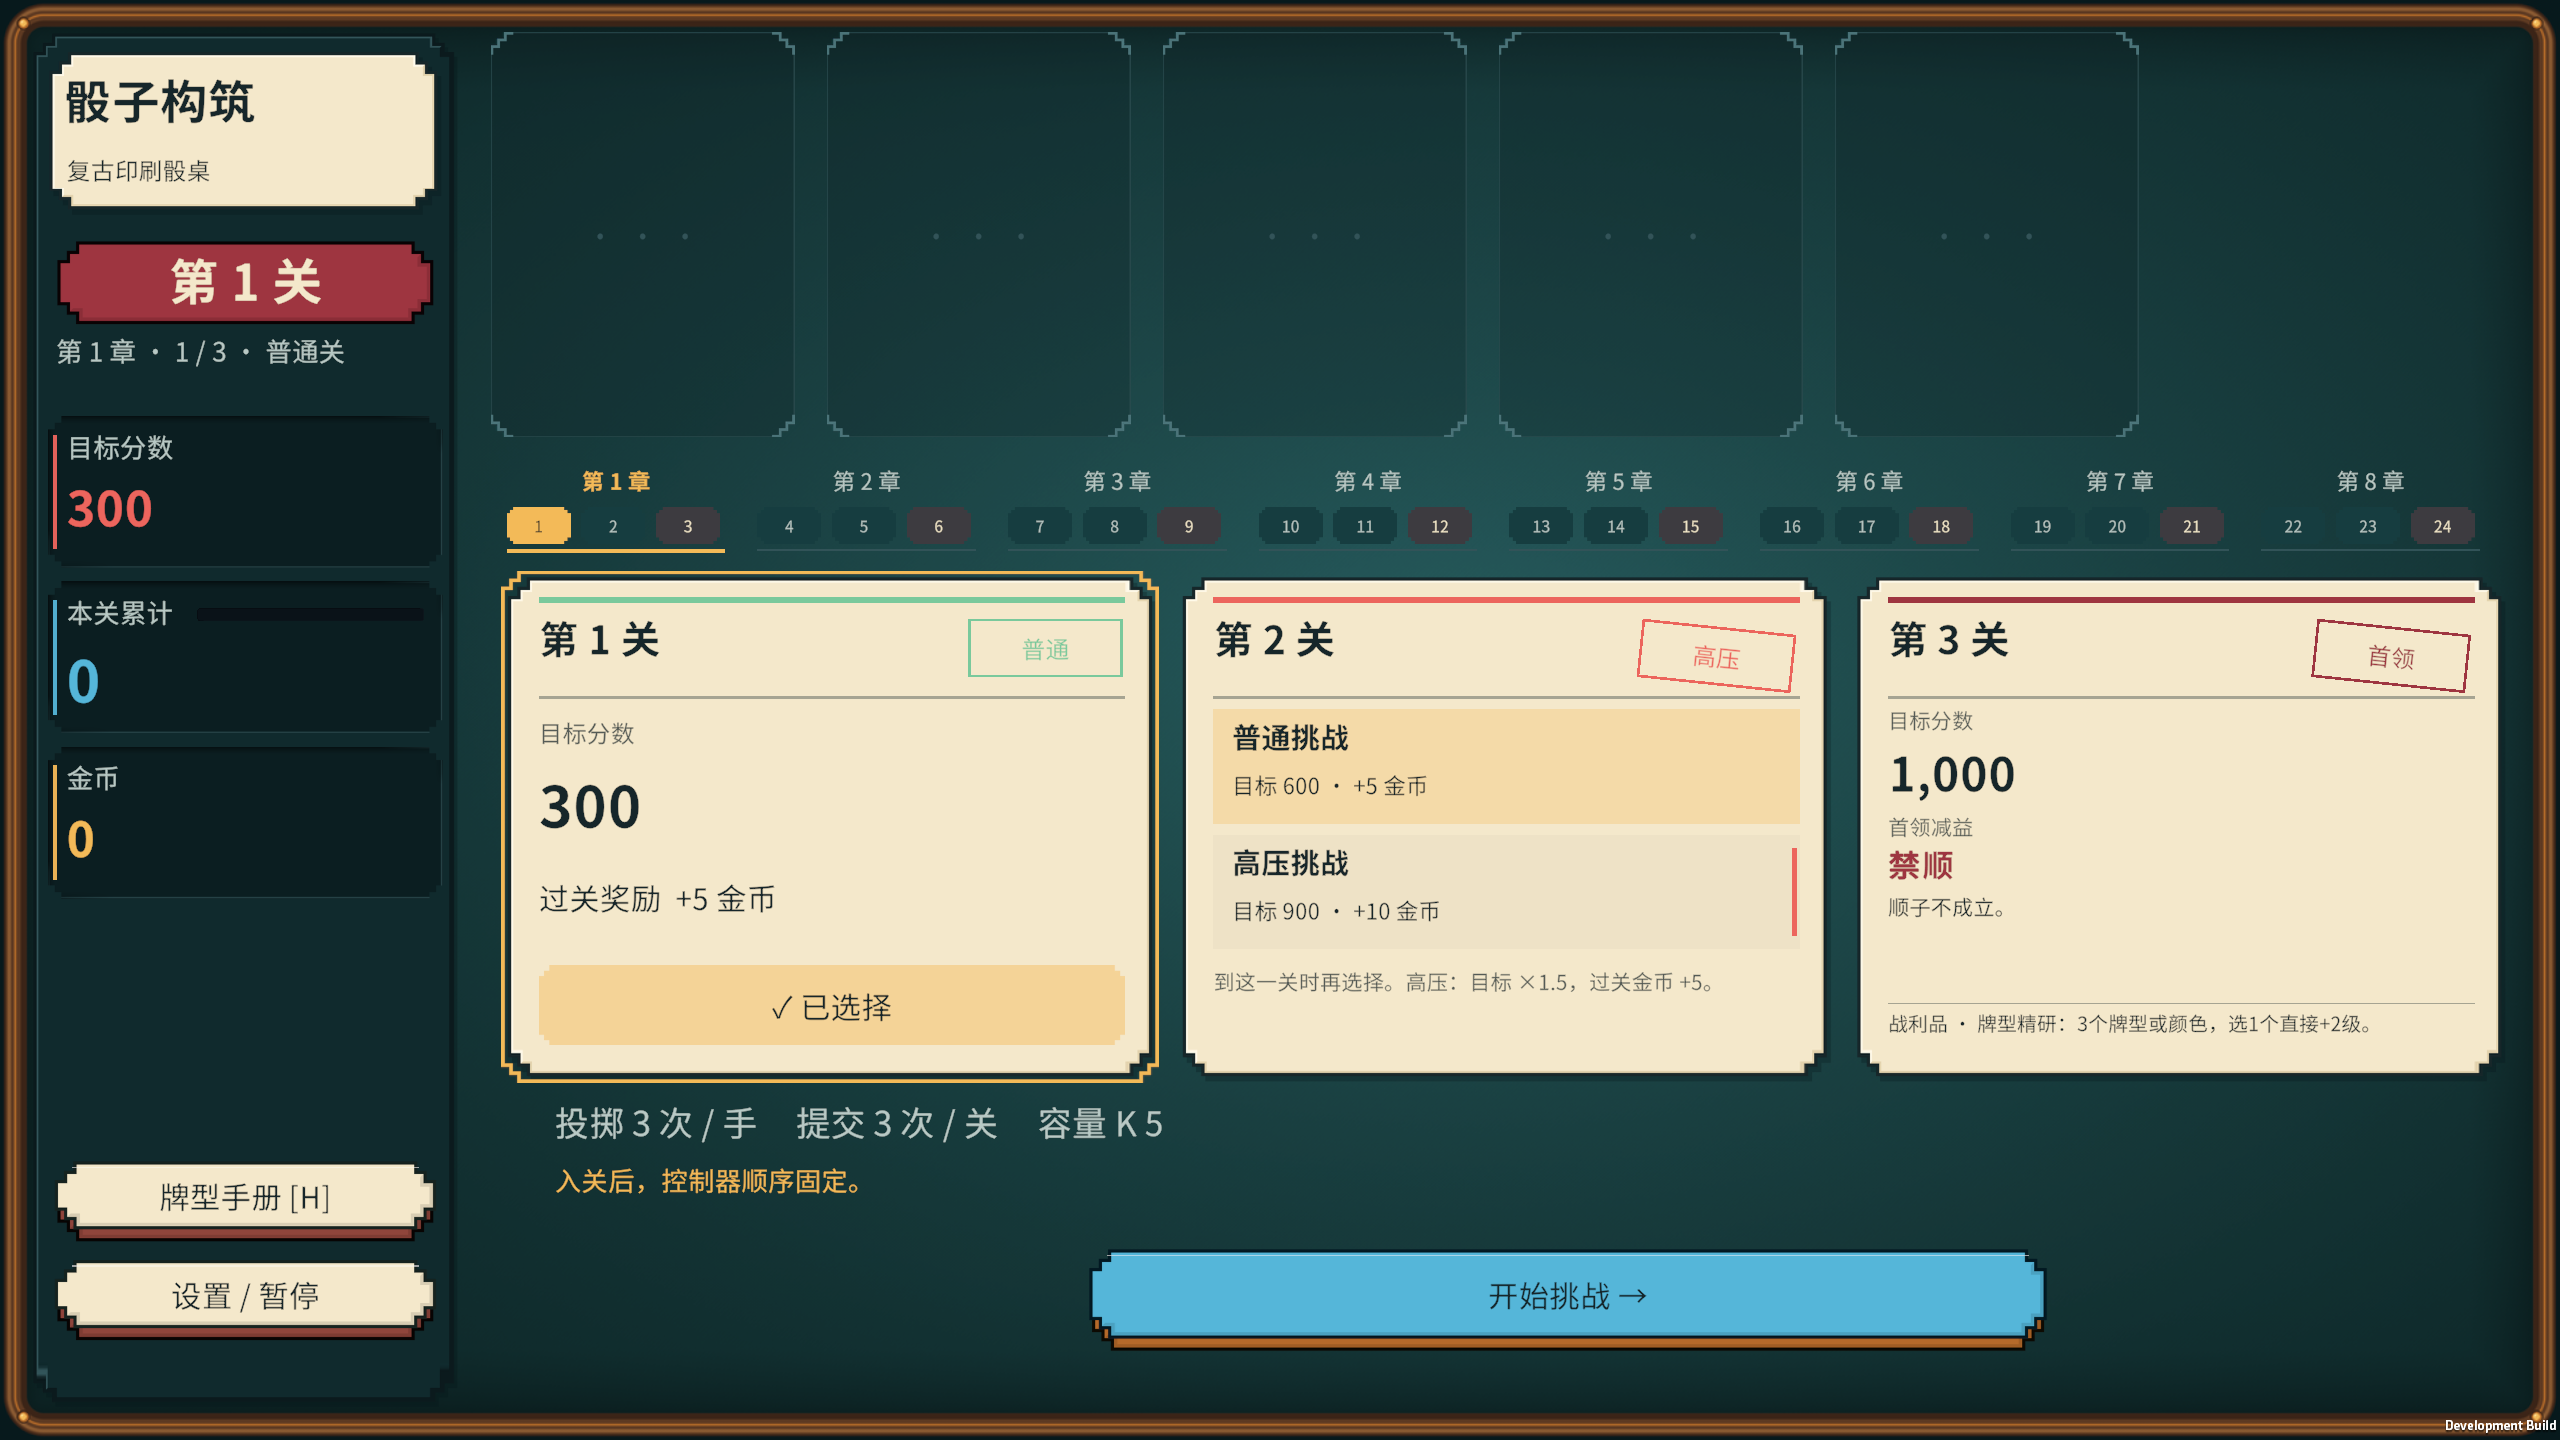 骰子构筑
复古印刷骰桌
第 1 关
第 1 章 · 1 / 3 · 普通关
目标分数
300
本关累计
0
金币
0
牌型手册 [H]
设置 / 暂停
第 1 章 第 2 章 第 3 章 第 4 章 第 5 章 第 6 章 第 7 章 第 8 章
1 2 3 4 5 6 7 8 9 10 11 12 13 14 15 16 17 18 19 20 21 22 23 24
第 1 关
普通
目标分数
300
过关奖励 +5 金币
✓ 已选择
第 2 关
高压
普通挑战
目标 600 · +5 金币
高压挑战
目标 900 · +10 金币
到这一关时再选择。高压：目标 ×1.5，过关金币 +5。
第 3 关
首领
目标分数
1,000
首领减益
禁顺
顺子不成立。
战利品 · 牌型精研：3个牌型或颜色，选1个直接+2级。
投掷 3 次 / 手 提交 3 次 / 关 容量 K 5
入关后，控制器顺序固定。
开始挑战 →
Development Build